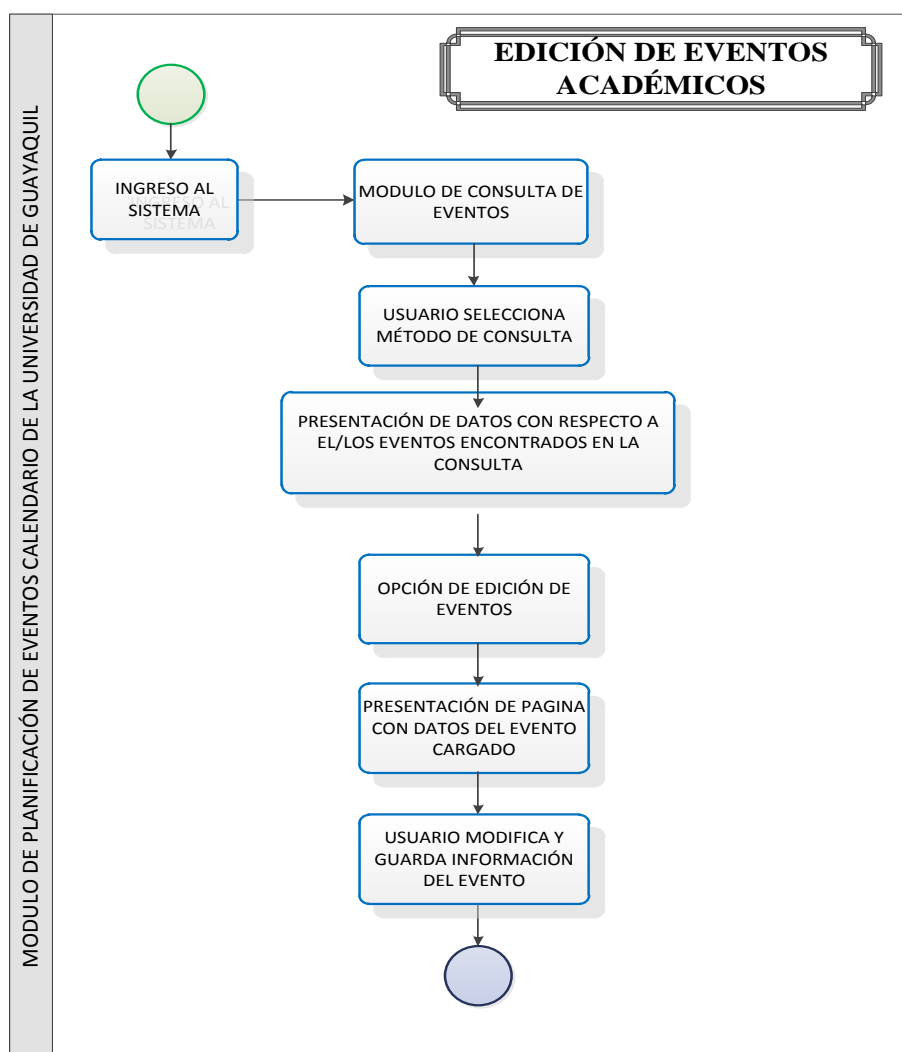 EDICIÓN DE EVENTOS
ACADÉMICOS
MODULO DE PLANIFICACIÓN DE EVENTOS CALENDARIO DE LA UNIVERSIDAD DE GUAYAQUIL
INGRESO AL
SISTEMA
INGRESO AL
SISTEMA
MODULO DE CONSULTA DE
EVENTOS
USUARIO SELECCIONA
MÉTODO DE CONSULTA
PRESENTACIÓN DE DATOS CON RESPECTO A
EL/LOS EVENTOS ENCONTRADOS EN LA
CONSULTA
OPCIÓN DE EDICIÓN DE
EVENTOS
PRESENTACIÓN DE PAGINA
CON DATOS DEL EVENTO
CARGADO
USUARIO MODIFICA Y
GUARDA INFORMACIÓN
DEL EVENTO